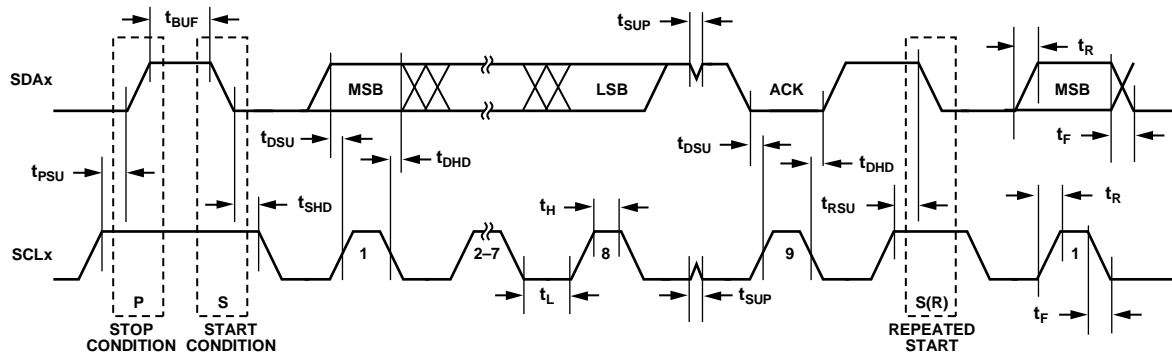 tBUF
tSUP
tR
SDAx
MSB
LSB
ACK
MSB
tDSU
tDHD
tDSU
tDHD
tF
tPSU
tSHD
tH
tRSU
tR
SCLx
1
2–7
8
9
1
tL
tSUP
tF
P
S
S(R)
STOP
CONDITION
START
CONDITION
REPEATED
START